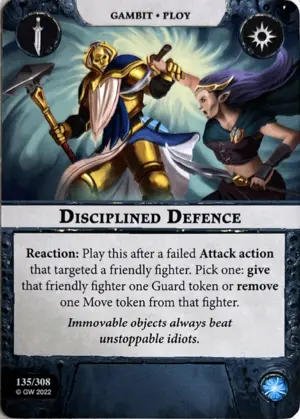 GAMBIT • PLOY
DISCIPLINED DEFENCE
Reaction: Play this after a failed Attack action
that targeted a friendly fighter. Pick one: give
that friendly fighter one Guard token or remove
one Move token from that fighter.
Immovable objects always beat
unstoppable idiots.
135/308
© GW 2022